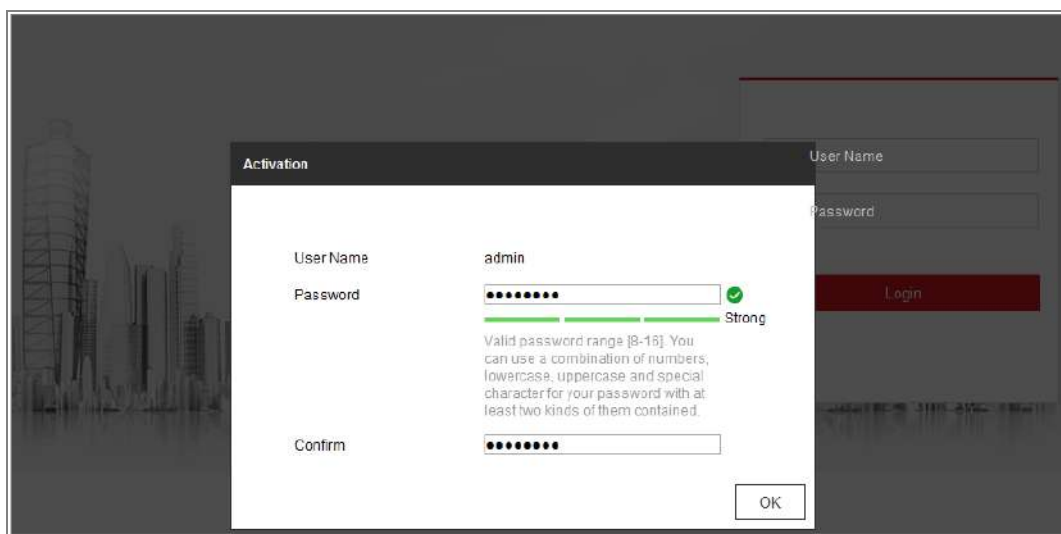 Activation
User Name
Password
Login
User Name admin
Password ●●●●●●●●
Strong
Valid password range [8-16]. You
can use a combination of numbers,
lowercase, uppercase and special
character for your password with at
least two kinds of them contained.
Confirm ●●●●●●●●
OK